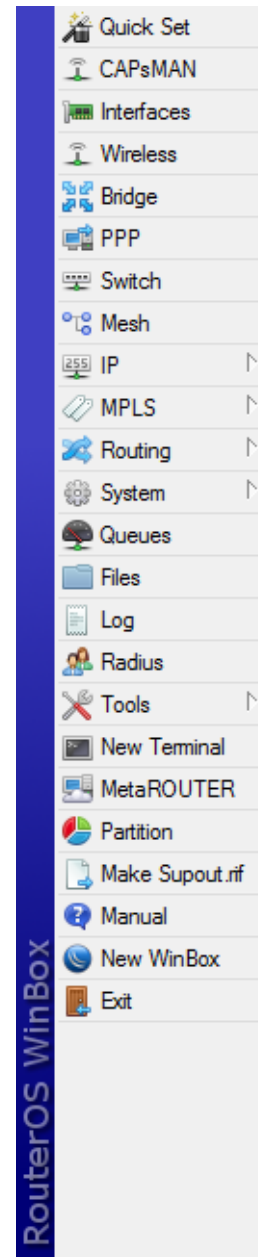 Quick Set
CAPsMAN
Interfaces
Wireless
Bridge
PPP
Switch
Mesh
255 IP
MPLS
Routing
System
Queues
Files
Log
Radius
Tools
New Terminal
MetaROUTER
Partition
Make Supout.rif
Manual
New WinBox
Exit
RouterOS WinBox